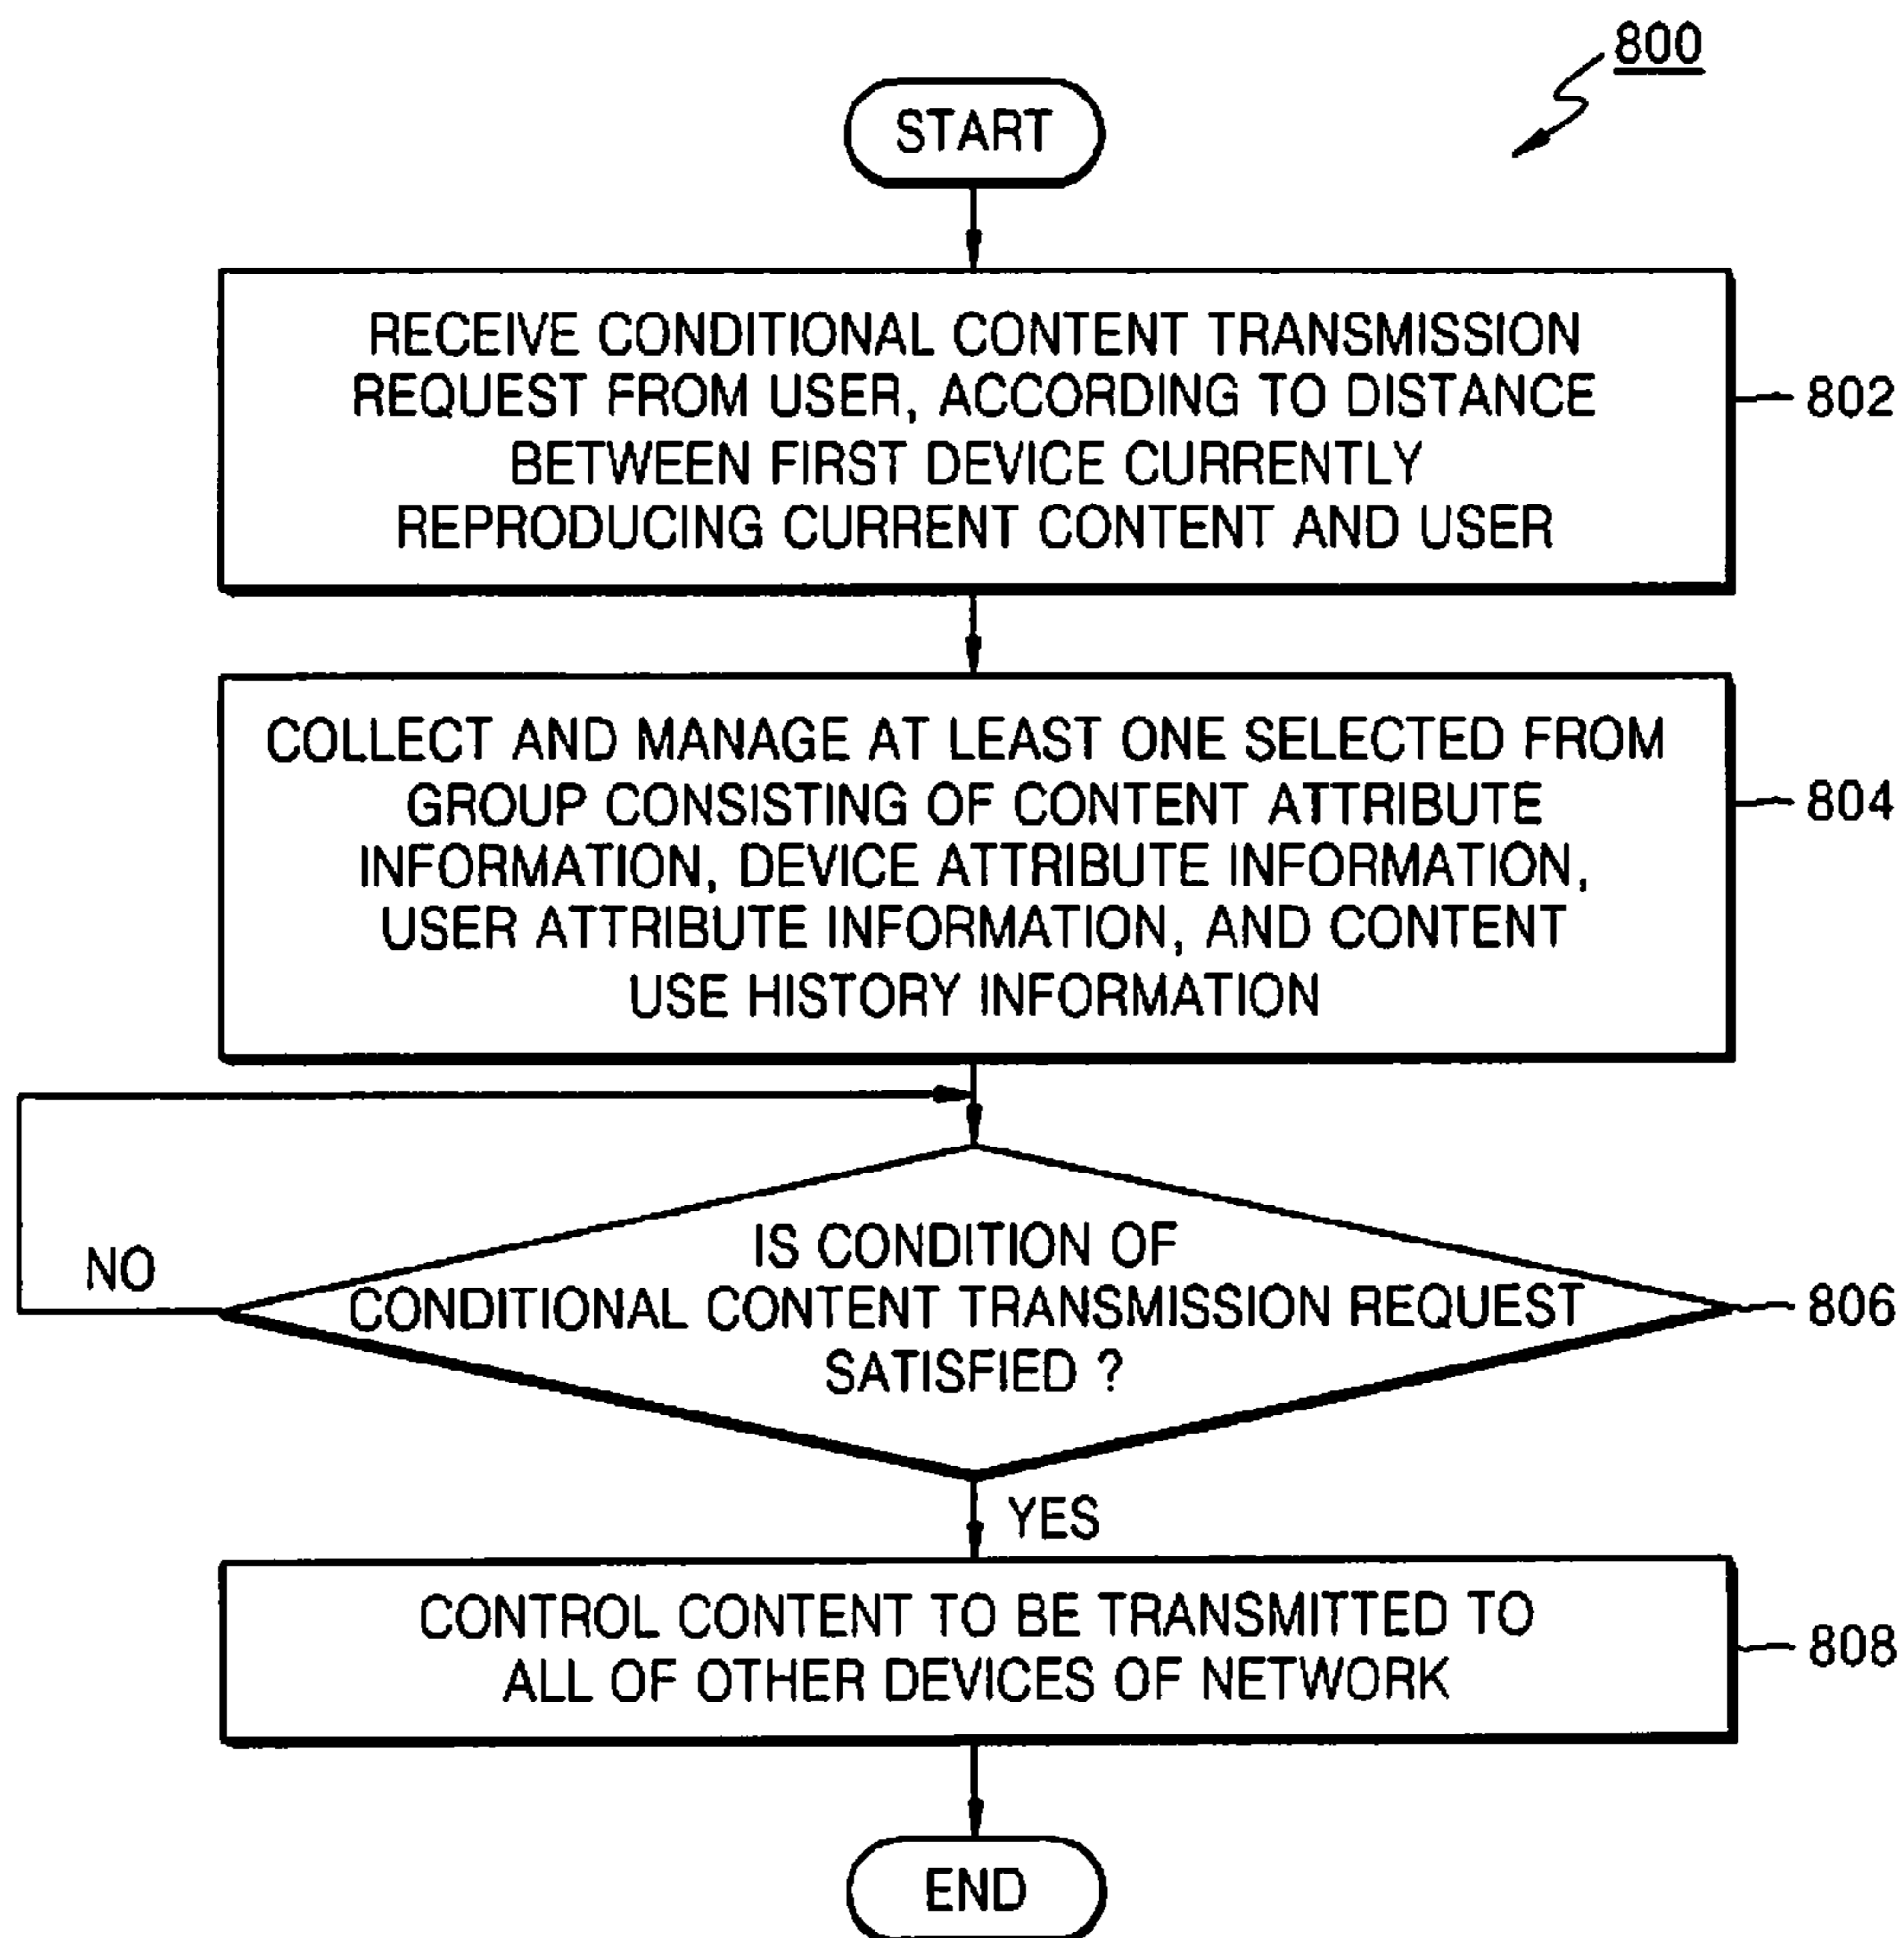 800
START
RECEIVE CONDITIONAL CONTENT TRANSMISSION
REQUEST FROM USER, ACCORDING TO DISTANCE
BETWEEN FIRST DEVICE CURRENTLY
REPRODUCING CURRENT CONTENT AND USER
802
COLLECT AND MANAGE AT LEAST ONE SELECTED FROM
GROUP CONSISTING OF CONTENT ATTRIBUTE
INFORMATION, DEVICE ATTRIBUTE INFORMATION,
USER ATTRIBUTE INFORMATION, AND CONTENT
USE HISTORY INFORMATION
804
NO
IS CONDITION OF
CONDITIONAL CONTENT TRANSMISSION REQUEST
SATISFIED ?
806
YES
CONTROL CONTENT TO BE TRANSMITTED TO
ALL OF OTHER DEVICES OF NETWORK
808
END